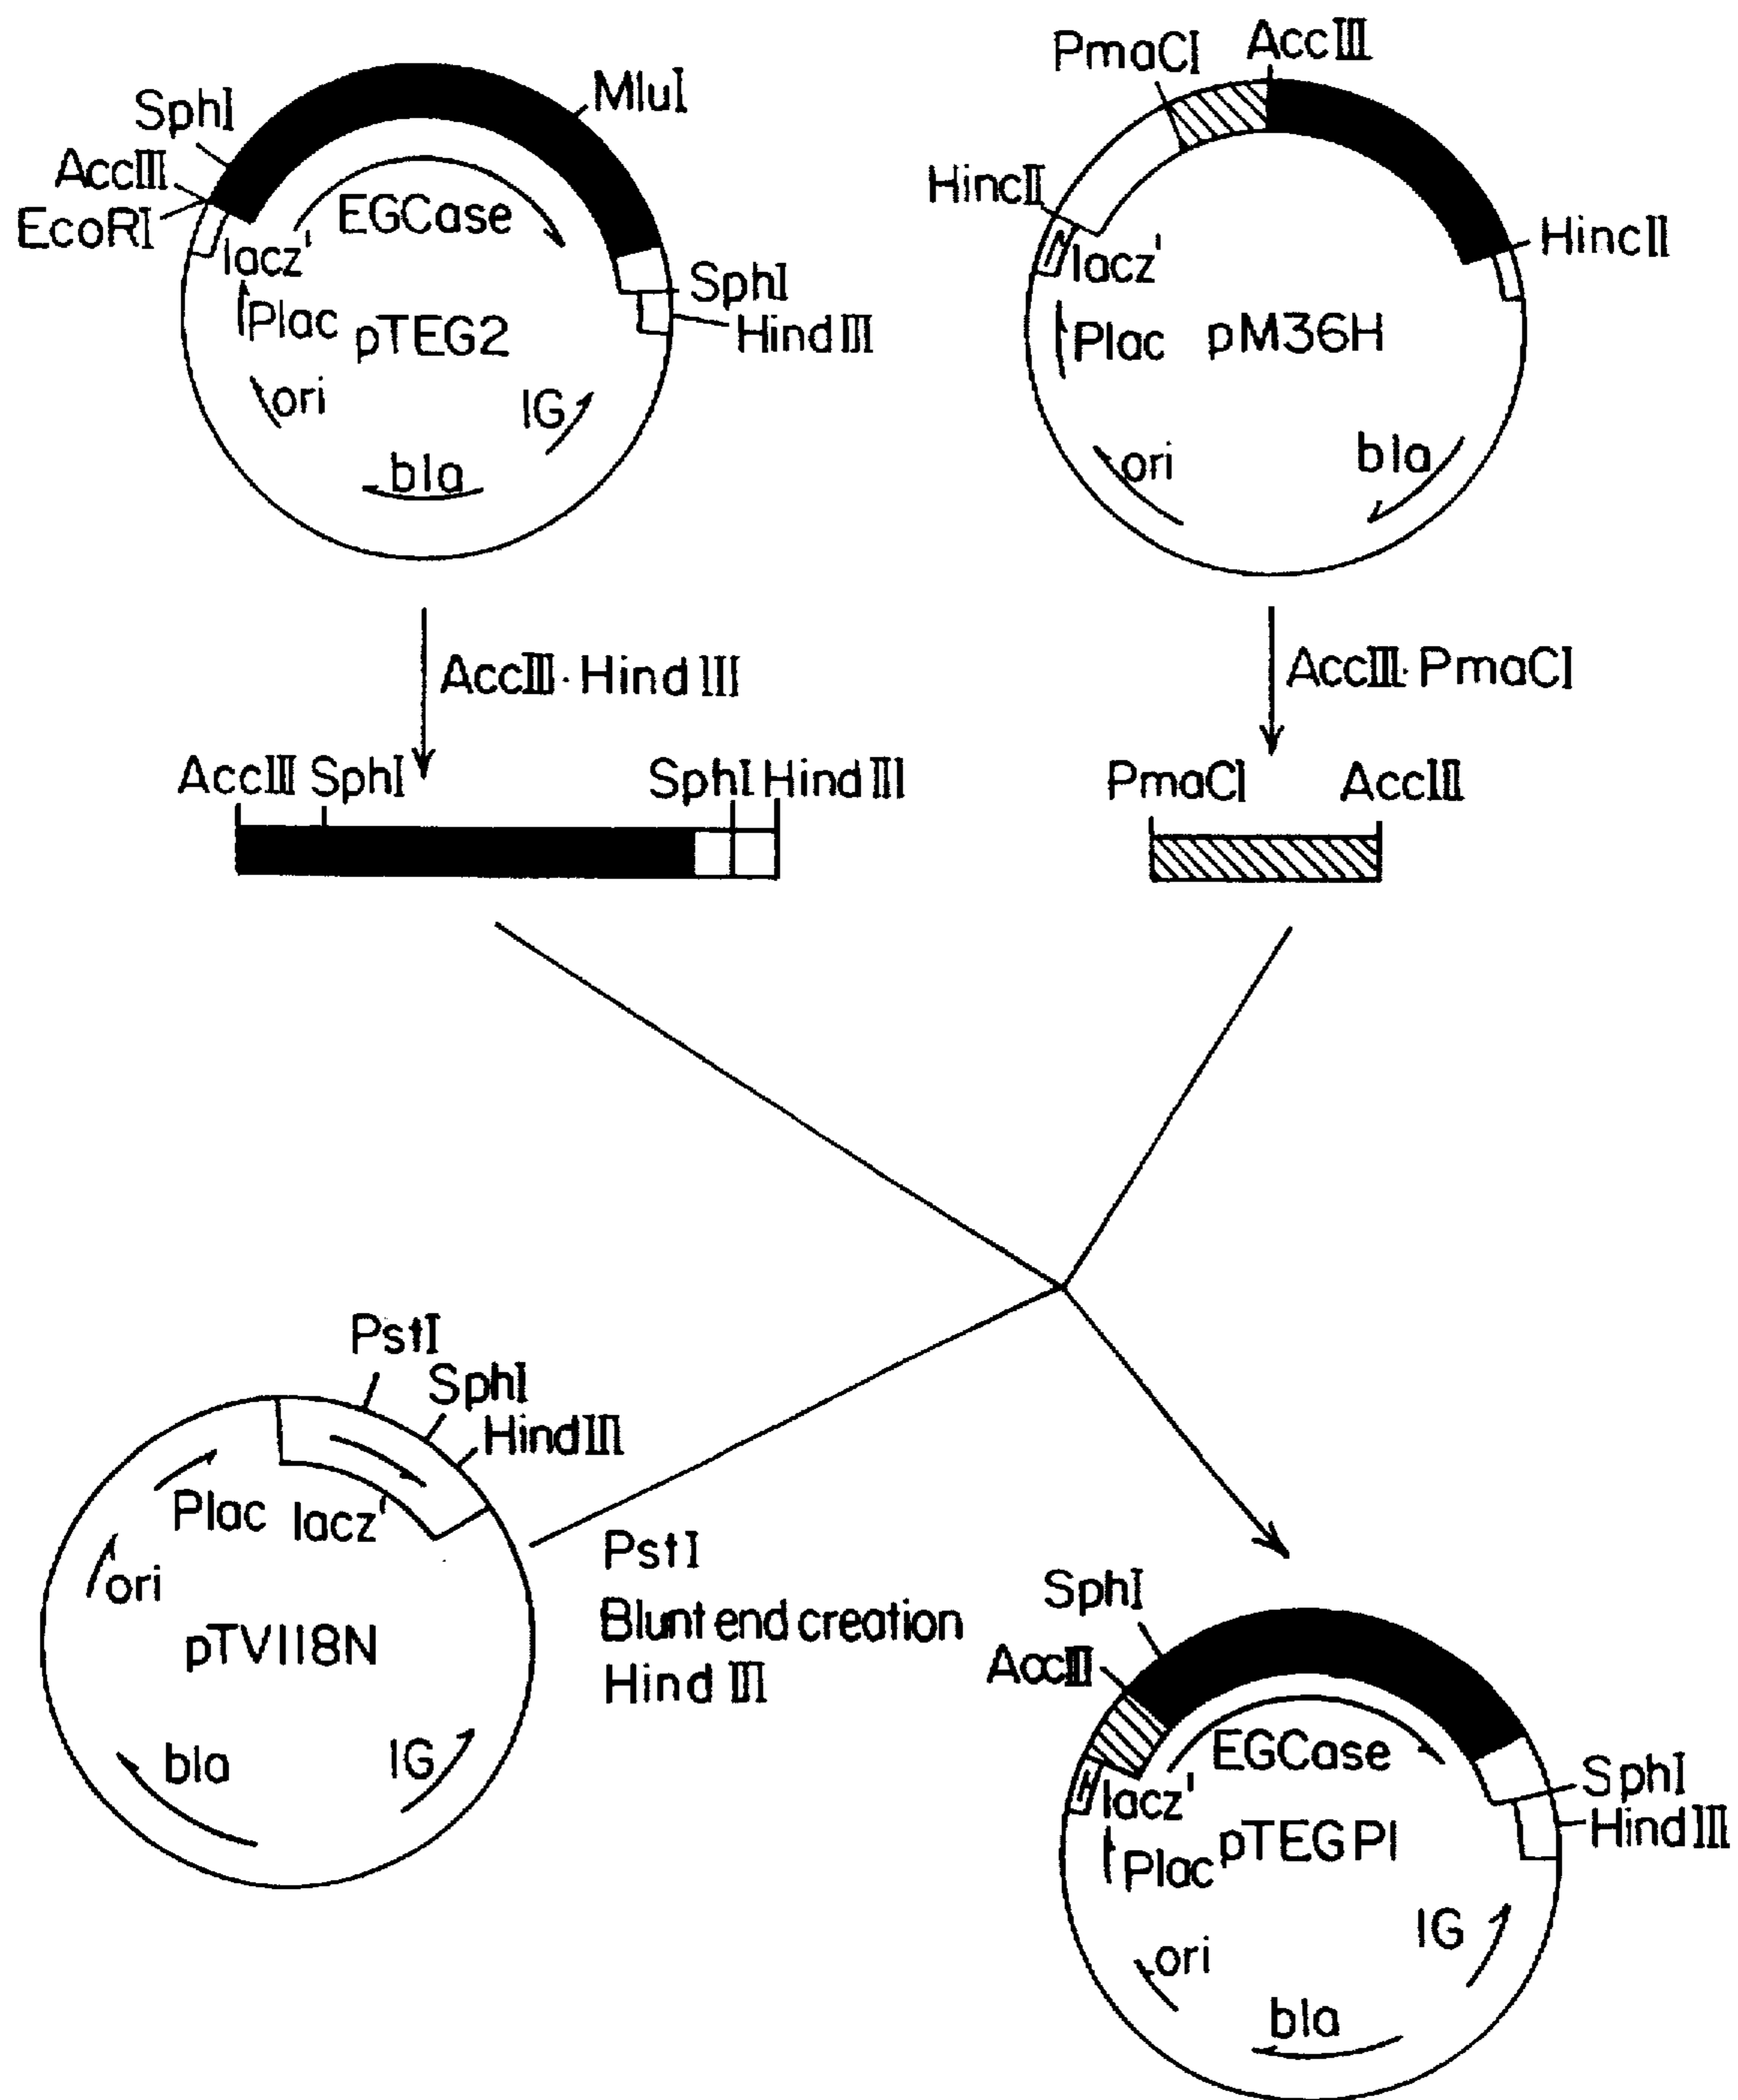 SphI
AccIII
EcoRI
MluI
EGCase
lacz'
SphI
HindIII
Plac
pTEG2
ori
IG
bla
PmaCI
AccIII
HincII
HincII
lacz'
Plac
pM36H
ori
bla
AccIII·HindIII
AccIII·PmaCI
AccIII SphI
SphI HindIII
PmaCI
AccIII
PstI
SphI
HindIII
Plac
lacz'
ori
pTV118N
bla
IG
PstI
Blunt end creation
HindIII
SphI
AccIII
EGCase
SphI
HindIII
lacz'
Plac
pTEGP1
IG
ori
bla